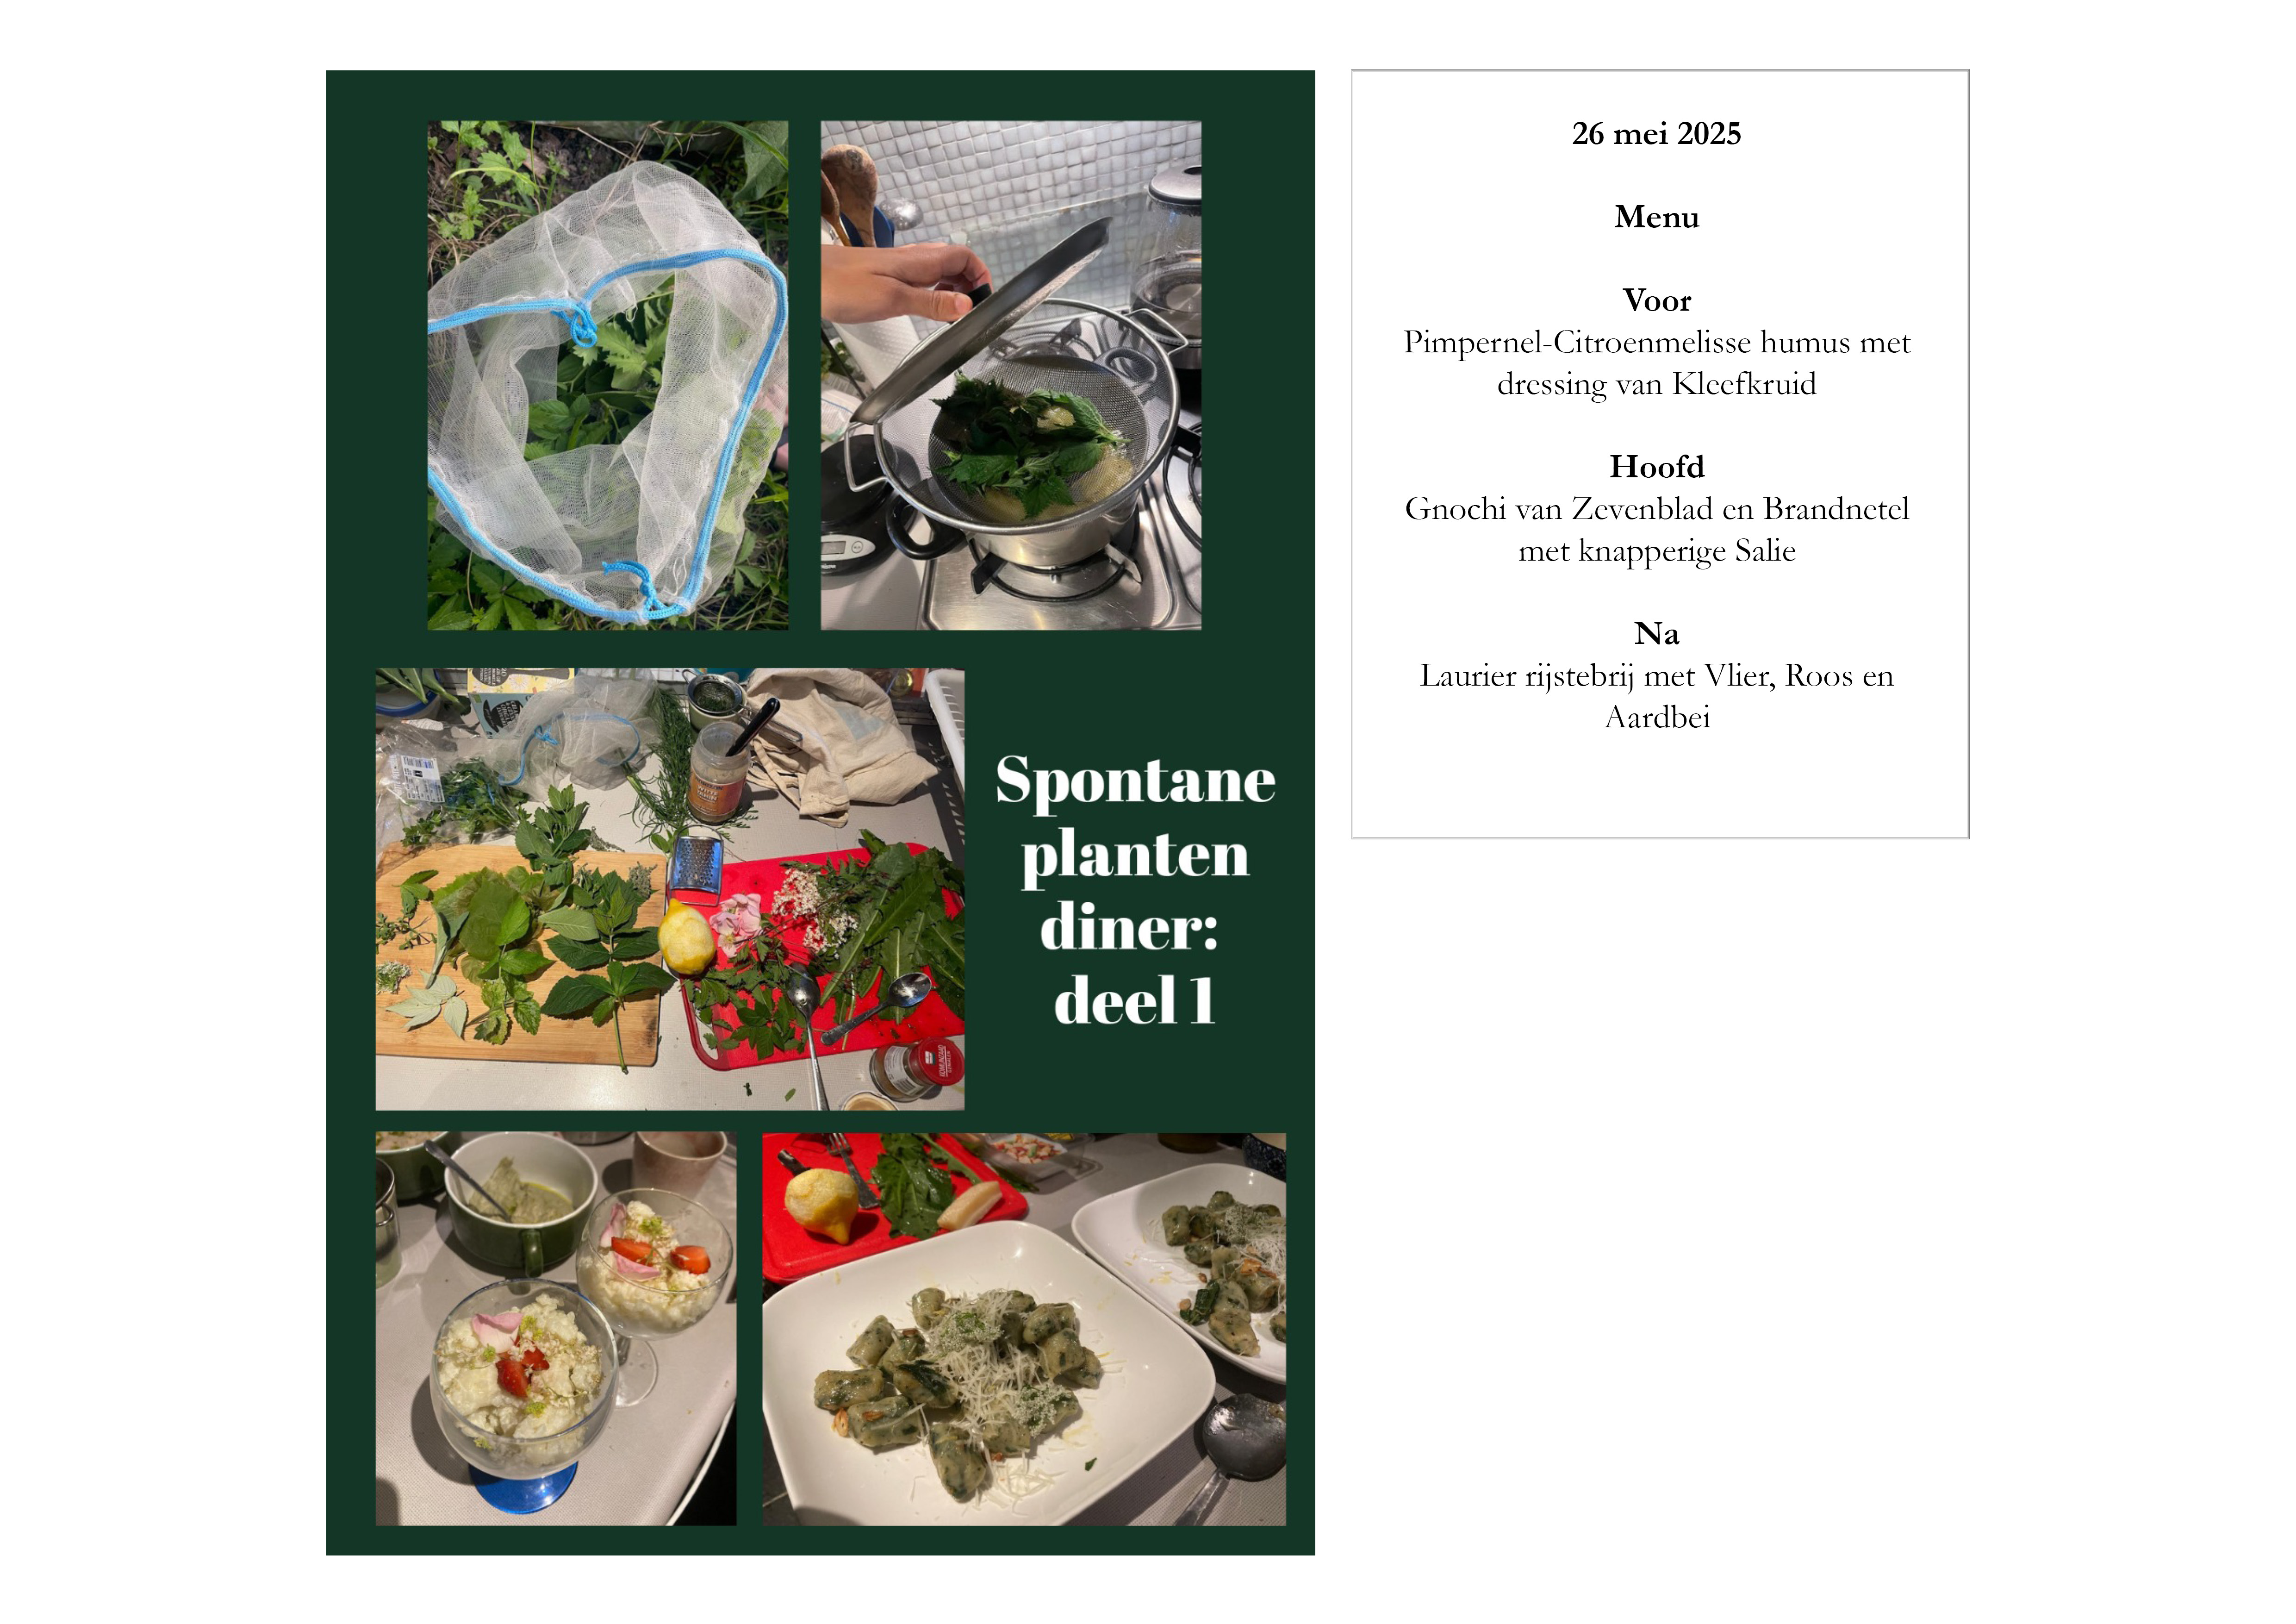 Spontane
planten
diner:
deel 1
26 mei 2025
Menu
Voor
Pimpernel-Citroenmelisse humus met
dressing van Kleefkruid
Hoofd
Gnochi van Zevenblad en Brandnetel
met knapperige Salie
Na
Laurier rijstebrij met Vlier, Roos en
Aardbei